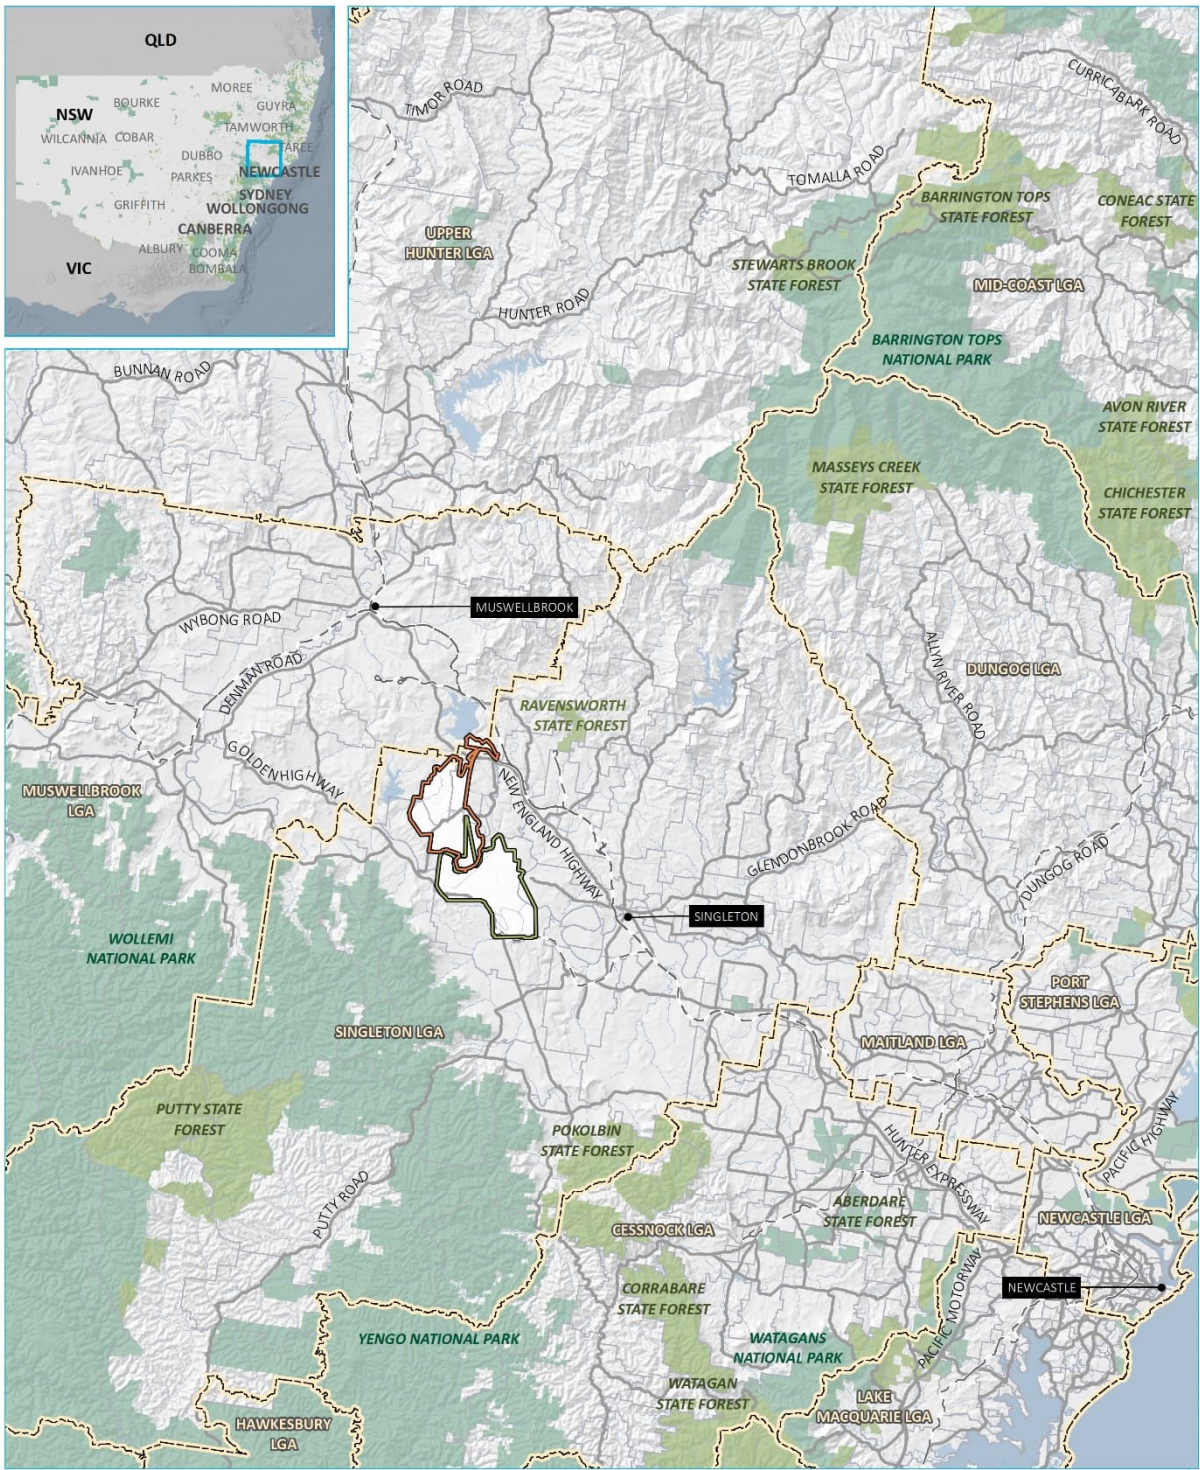 QLD
MOREE
BOURKE
GUYRA
NSW
TAMWORTH
WILCANNIA
COBAR
TAREE
DUBBO
IVANHOE
PARKES
NEWCASTLE
SYDNEY
GRIFFITH
WOLLONGONG
CANBERRA
ALBURY
COOMA
VIC
BOMBALA
TIMOR ROAD
CURRICABARK ROAD
TOMALLA ROAD
BARRINGTON TOPS
STATE FOREST
CONEAC STATE
FOREST
UPPER
HUNTER LGA
STEWARTS BROOK
STATE FOREST
MID-COAST LGA
HUNTER ROAD
BARRINGTON TOPS
NATIONAL PARK
BUNNAN ROAD
AVON RIVER
STATE FOREST
MASSEYS CREEK
STATE FOREST
CHICHESTER
STATE FOREST
MUSWELLBROOK
WYBONG ROAD
DENMAN ROAD
ALLYN RIVER ROAD
DUNGOG LGA
RAVENSWORTH
STATE FOREST
GOLDEN HIGHWAY
MUSWELLBROOK
LGA
NEW ENGLAND HIGHWAY
GLENDONBROOK ROAD
DUNGOG ROAD
SINGLETON
WOLLEMI
NATIONAL PARK
PORT
STEPHENS LGA
SINGLETON LGA
MAITLAND LGA
PUTTY STATE
FOREST
POKOLBIN
STATE FOREST
HUNTER EXPRESSWAY
PACIFIC HIGHWAY
PUTTY ROAD
ABERDARE
STATE FOREST
CESSNOCK LGA
NEWCASTLE LGA
CORRABARE
STATE FOREST
NEWCASTLE
PACIFIC MOTORWAY
YENGO NATIONAL PARK
WATAGANS
NATIONAL PARK
WATAGAN
STATE FOREST
LAKE
MACQUARIE LGA
HAWKESBURY
LGA